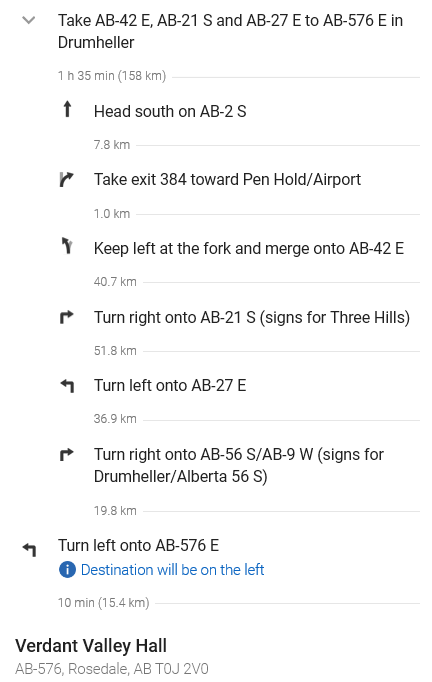 Take AB-42 E, AB-21 S and AB-27 E to AB-576 E in
Drumheller
1 h 35 min (158 km)
Head south on AB-2 S
7.8 km
Take exit 384 toward Pen Hold/Airport
1.0 km
Keep left at the fork and merge onto AB-42 E
40.7 km
Turn right onto AB-21 S (signs for Three Hills)
51.8 km
Turn left onto AB-27 E
36.9 km
Turn right onto AB-56 S/AB-9 W (signs for
Drumheller/Alberta 56 S)
19.8 km
Turn left onto AB-576 E
Destination will be on the left
10 min (15.4 km)
Verdant Valley Hall
AB-576, Rosedale, AB T0J 2V0